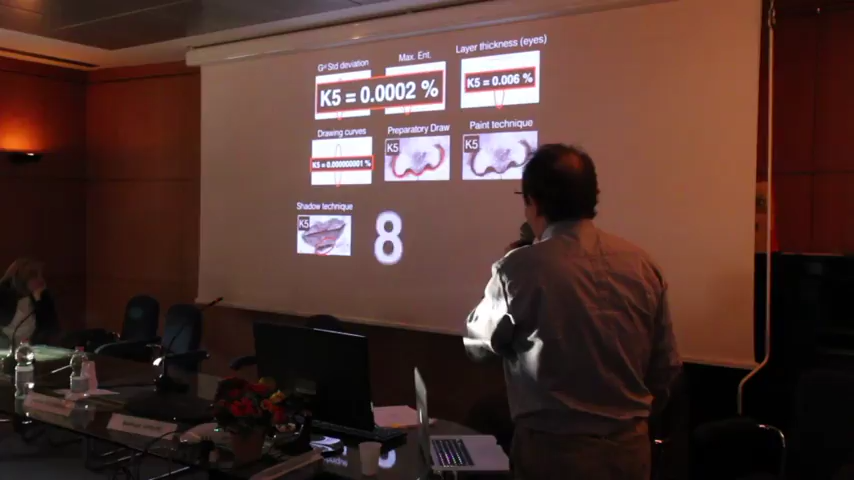 Gd Std deviation
Max. Ent.
Layer thickness (eyes)
K5 = 0.0002 %
K5 = 0.006 %
Drawing curves
Preparatory Draw
Paint technique
K5 = 0.000000001 %
K5
K5
Shadow technique
K5
8